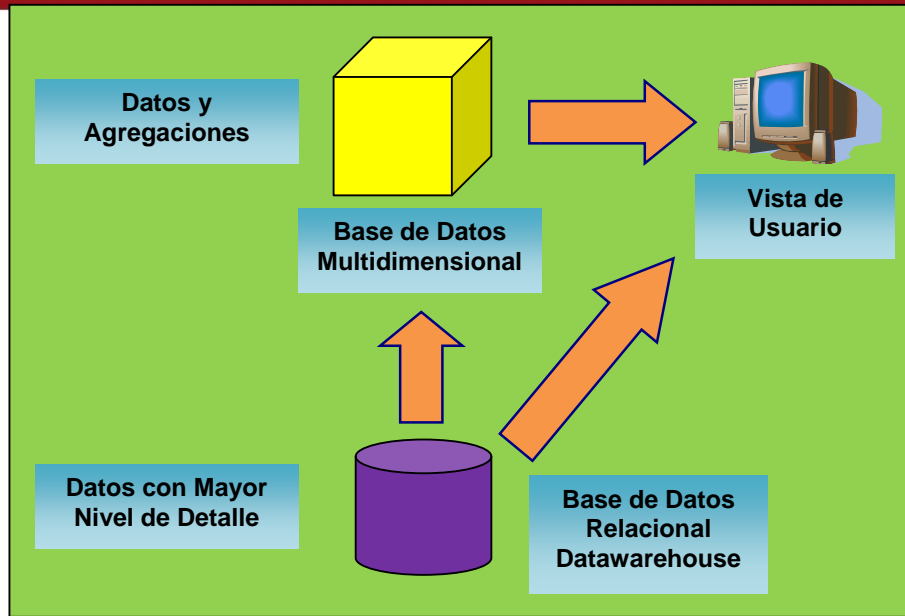 Datos y
Agregaciones
Base de Datos
Multidimensional
Vista de
Usuario
Datos con Mayor
Nivel de Detalle
Base de Datos
Relacional
Datawarehouse